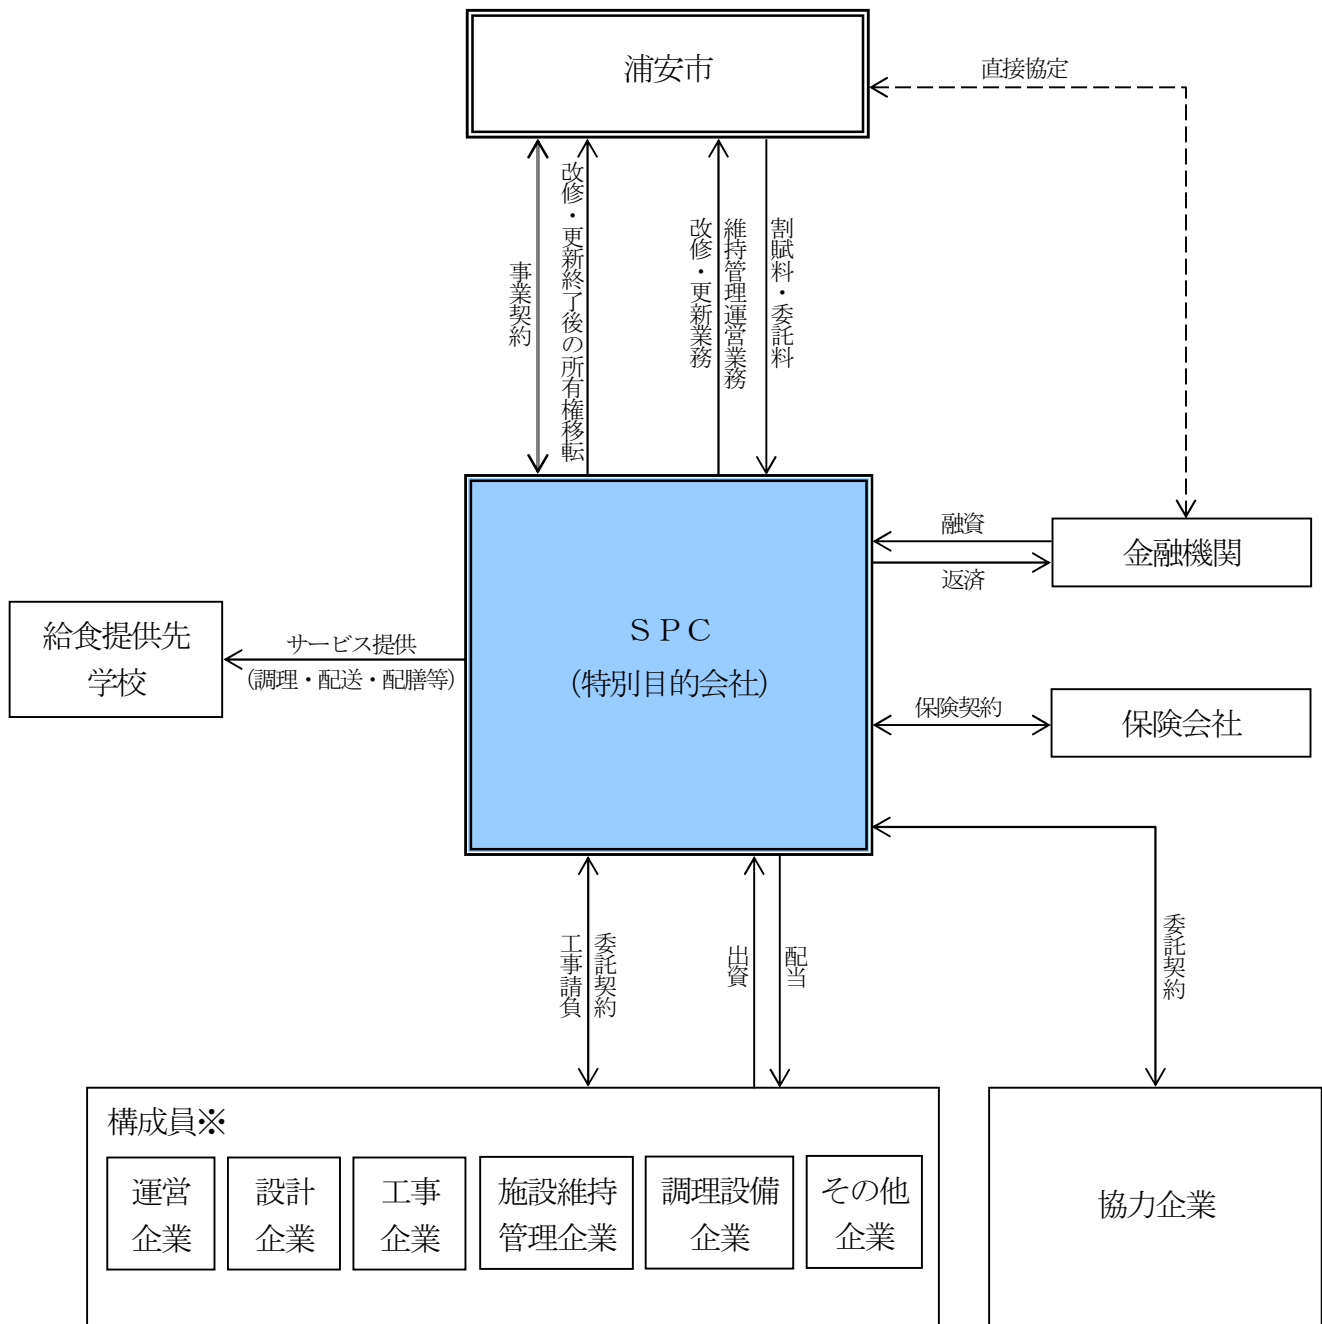 浦安市
直接協定
事業契約
改修・更新終了後の所有権移転
改修・更新業務
維持管理運営業務
割賦料・委託料
融資
返済
金融機関
ＳＰＣ
(特別目的会社)
給食提供先
学校
サービス提供
(調理・配送・配膳等)
保険契約
保険会社
工事請負
委託契約
出資
配当
委託契約
構成員※
運営
企業
設計
企業
工事
企業
施設維持
管理企業
調理設備
企業
その他
企業
協力企業